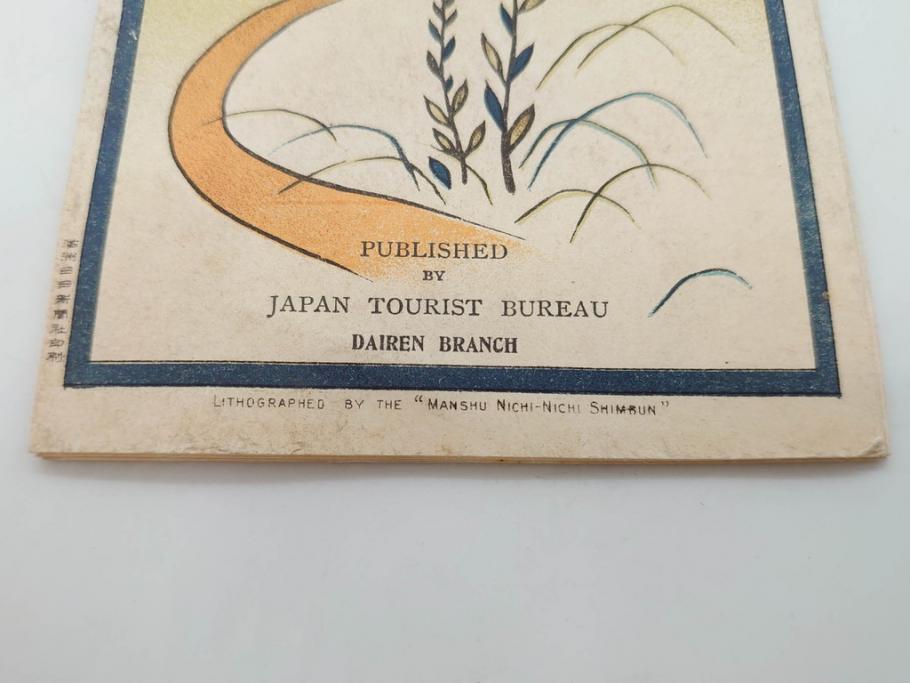 PUBLISHED
BY
JAPAN TOURIST BUREAU
DAIREN BRANCH
LITHOGRAPHED BY THE "MANSHU NICHI-NICHI SHIMBUN"